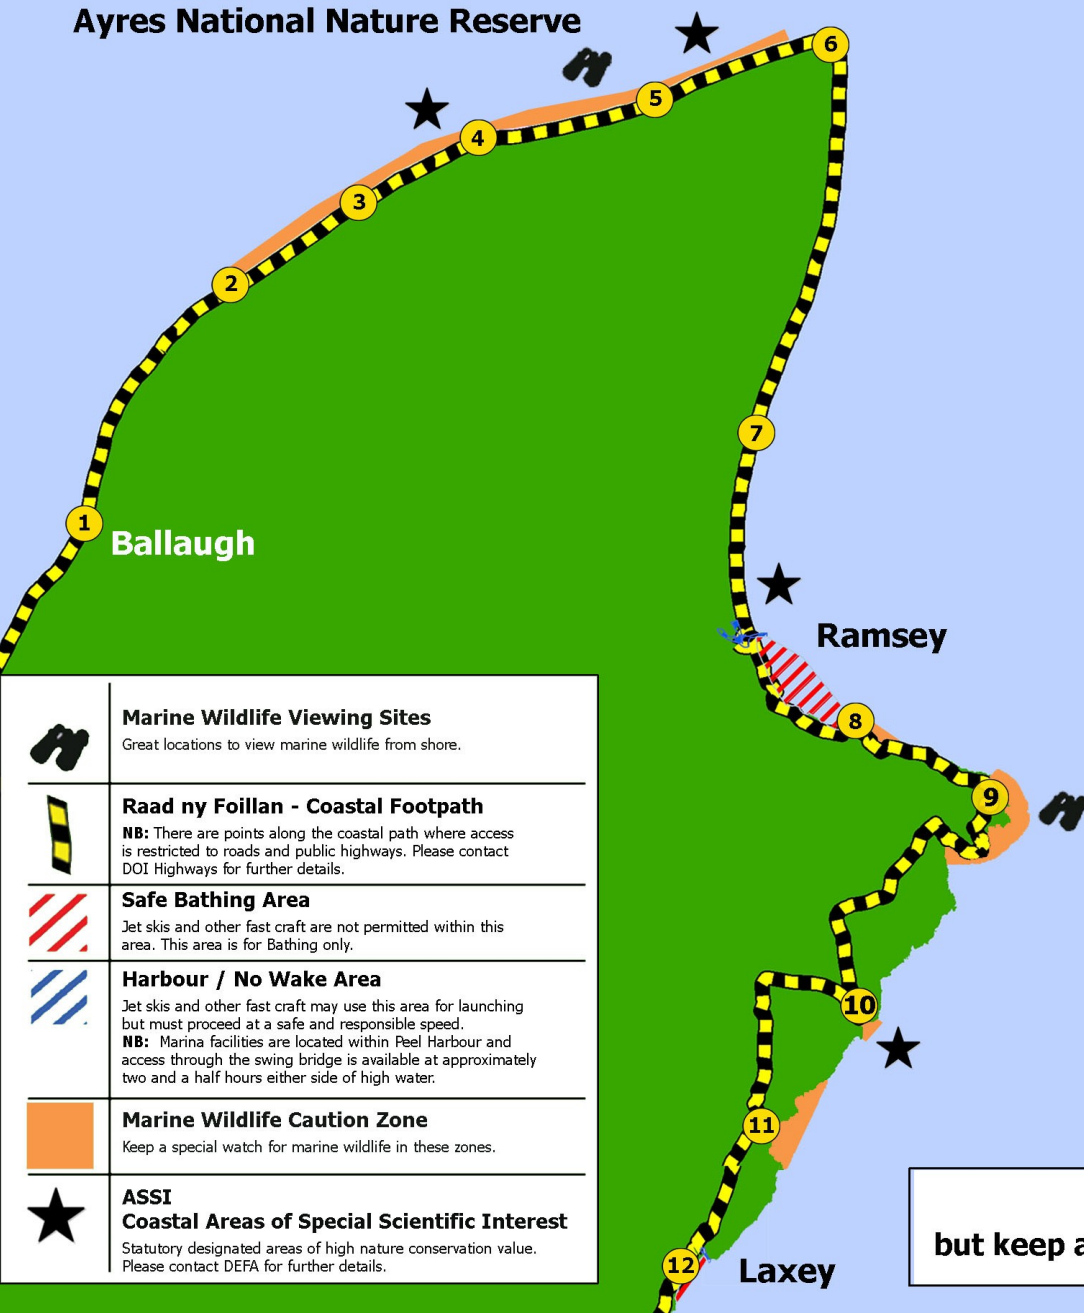 Ayres National Nature Reserve
6
5
4
3
2
7
1
Ballaugh
Ramsey
8
9
10
11
12
Laxey
Marine Wildlife Viewing Sites
Great locations to view marine wildlife from shore.
Raad ny Foillan - Coastal Footpath
NB: There are points along the coastal path where access
is restricted to roads and public highways. Please contact
DOI Highways for further details.
Safe Bathing Area
Jet skis and other fast craft are not permitted within this
area. This area is for Bathing only.
Harbour / No Wake Area
Jet skis and other fast craft may use this area for launching
but must proceed at a safe and responsible speed.
NB: Marina facilities are located within Peel Harbour and
access through the swing bridge is available at approximately
two and a half hours either side of high water.
Marine Wildlife Caution Zone
Keep a special watch for marine wildlife in these zones.
ASSI
Coastal Areas of Special Scientific Interest
Statutory designated areas of high nature conservation value.
Please contact DEFA for further details.
but keep